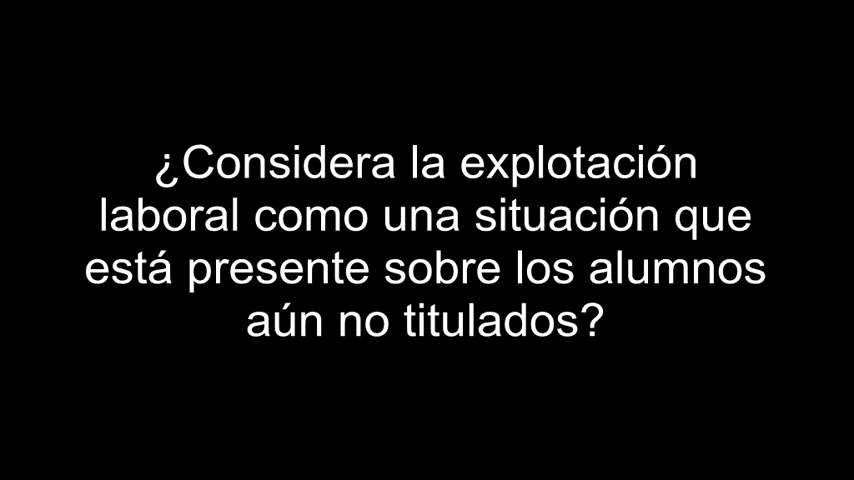 ¿Considera la explotación
laboral como una situación que
está presente sobre los alumnos
aún no titulados?